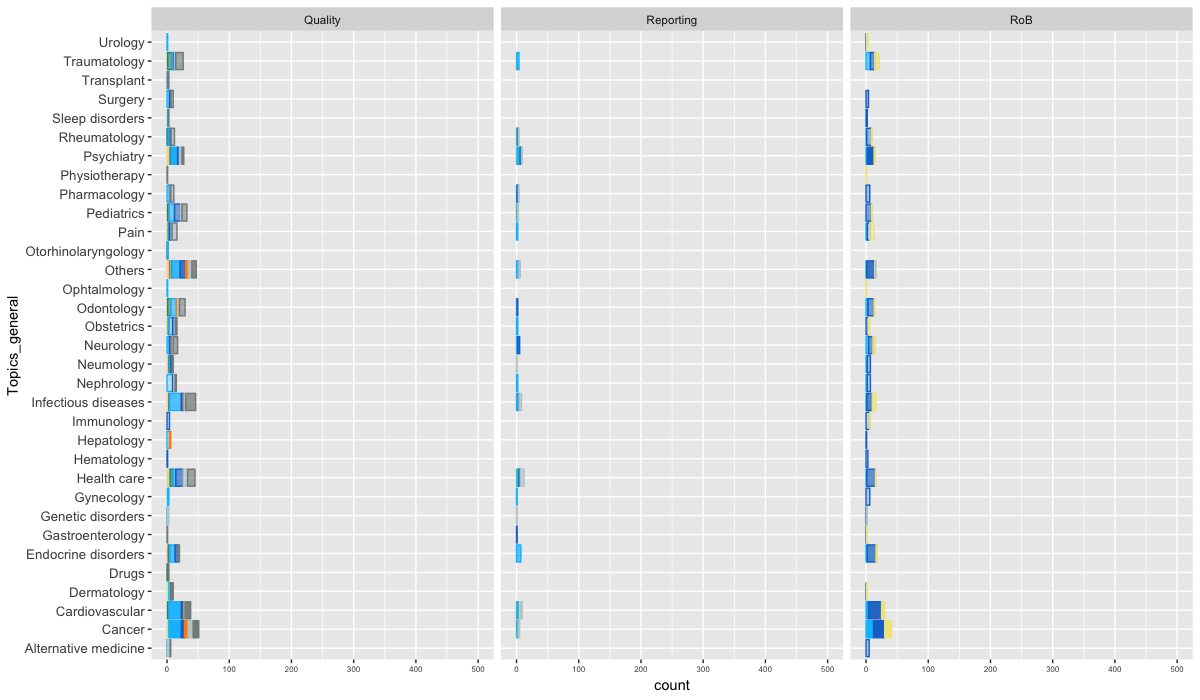 Quality Reporting RoB
Urology
Traumatology
Transplant
Surgery
Sleep disorders
Rheumatology
Psychiatry
Physiotherapy
Pharmacology
Pediatrics
Pain
Otorhinolaryngology
Others
Ophtalmology
Odontology
Obstetrics
Neurology
Neumology
Nephrology
Infectious diseases
Immunology
Hepatology
Hematology
Health care
Gynecology
Genetic disorders
Gastroenterology
Endocrine disorders
Drugs
Dermatology
Cardiovascular
Cancer
Alternative medicine
Topics_general
0 100 200 300 400 500 0 100 200 300 400 500 0 100 200 300 400 500
count